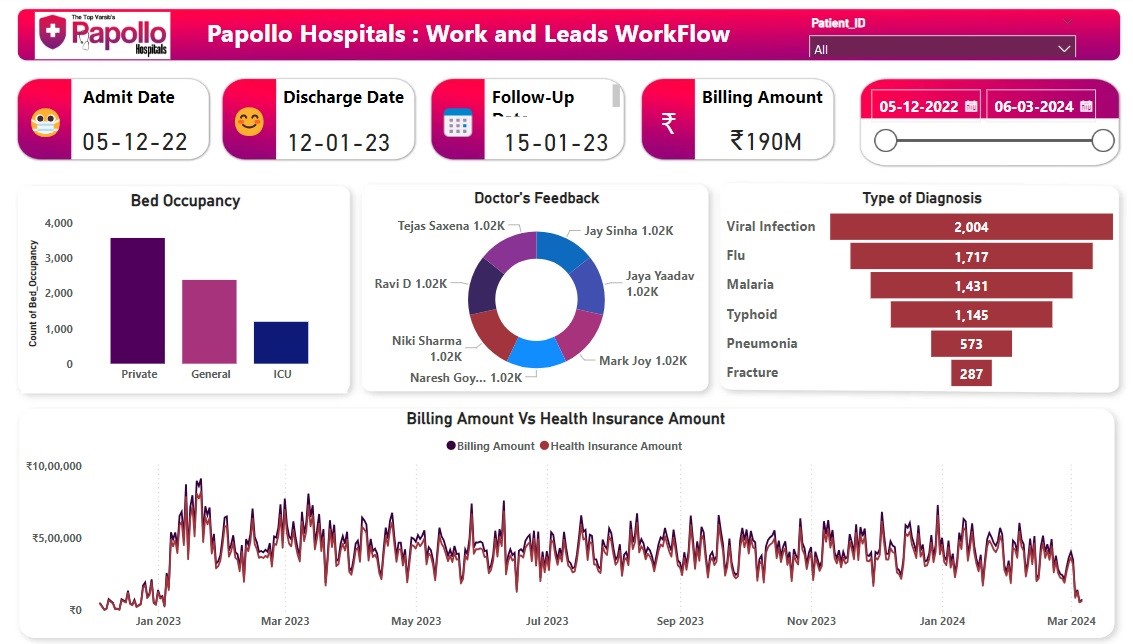 The Top Varsiti's
Papollo
Hospitals
Papollo Hospitals : Work and Leads WorkFlow
Patient_ID
All
Admit Date
05-12-22
Discharge Date
12-01-23
Follow-Up
15-01-23
Billing Amount
₹
₹190M
05-12-2022
06-03-2024
Bed Occupancy
Count of Bed_Occupancy
4,000
3,000
2,000
1,000
0
Private
General
ICU
Doctor's Feedback
Tejas Saxena 1.02K
Jay Sinha 1.02K
Ravi D 1.02K
Jaya Yaadav
1.02K
Niki Sharma
1.02K
Mark Joy 1.02K
Naresh Goy... 1.02K
Type of Diagnosis
Viral Infection 2,004
Flu 1,717
Malaria 1,431
Typhoid 1,145
Pneumonia 573
Fracture 287
Billing Amount Vs Health Insurance Amount
Billing Amount Health Insurance Amount
₹10,00,000
₹5,00,000
₹0
Jan 2023
Mar 2023
May 2023
Jul 2023
Sep 2023
Nov 2023
Jan 2024
Mar 2024